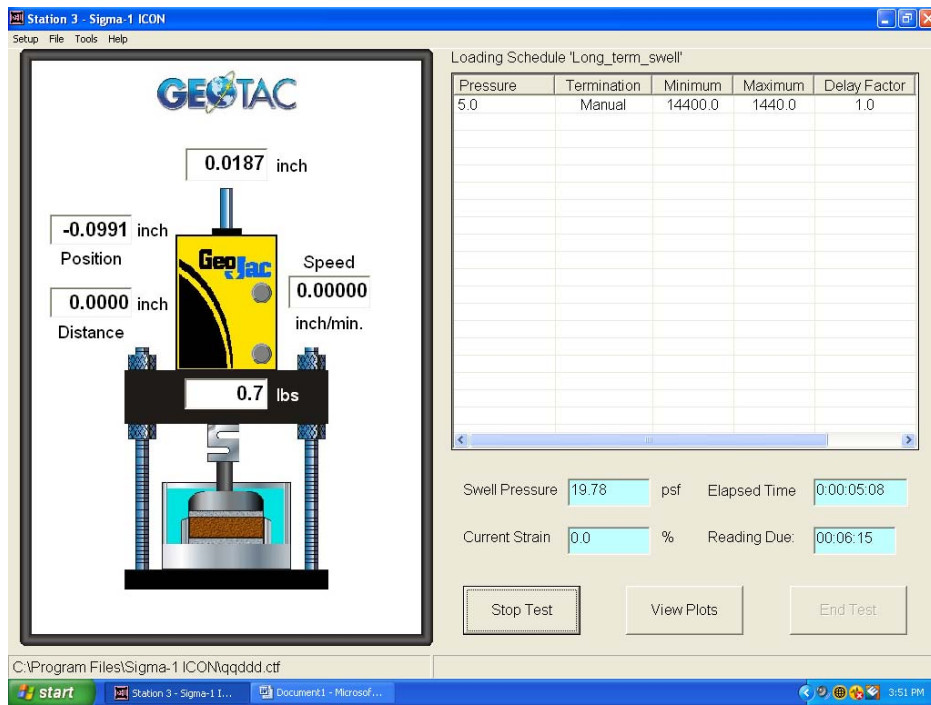 Station 3 - Sigma-1 ICON
Setup File Tools Help
GEOTAC
0.0187 inch
-0.0991 inch
Position
0.0000 inch
Distance
GeoJac
Speed
0.00000
inch/min.
0.7 lbs
Loading Schedule 'Long_term_swell'
Pressure Termination Minimum Maximum Delay Factor
5.0 Manual 14400.0 1440.0 1.0
Swell Pressure 19.78 psf Elapsed Time 0:00:05:08
Current Strain 0.0 % Reading Due: 00:06:15
Stop Test View Plots End Test
C:\Program Files\Sigma-1 ICON\qqddd.ctf
start Station 3 - Sigma-1 I... Document1 - Microsof... 3:51 PM